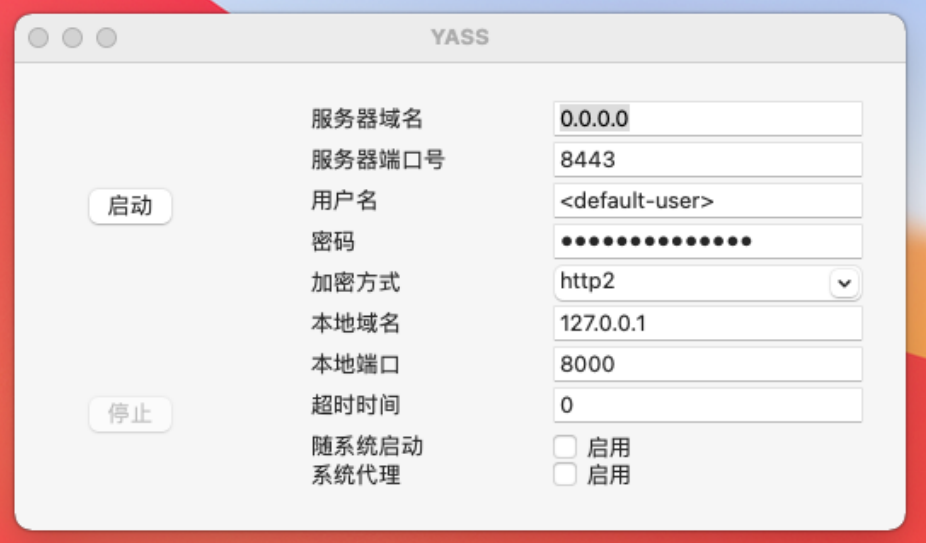 YASS
服务器域名 0.0.0.0
服务器端口号 8443
启动
用户名 <default-user>
密码 ••••••••••••••
加密方式 http2
本地域名 127.0.0.1
本地端口 8000
停止
超时时间 0
随系统启动 启用
系统代理 启用